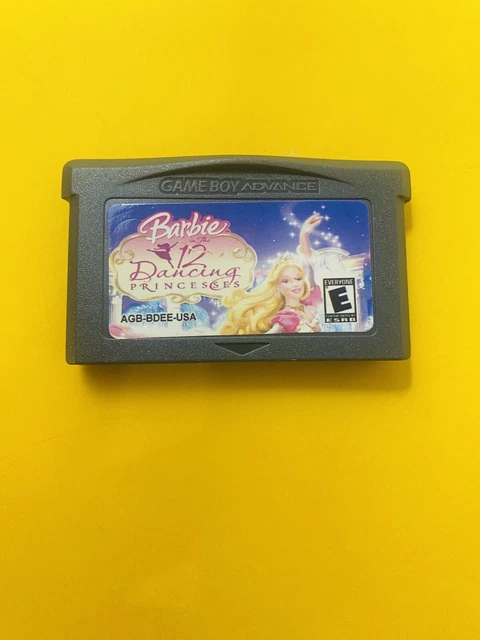 GAME BOY ADVANCE
Barbie
in The
12
Dancing
PRINCESSES
AGB-BDEE-USA
EVERYONE
E
ESRB